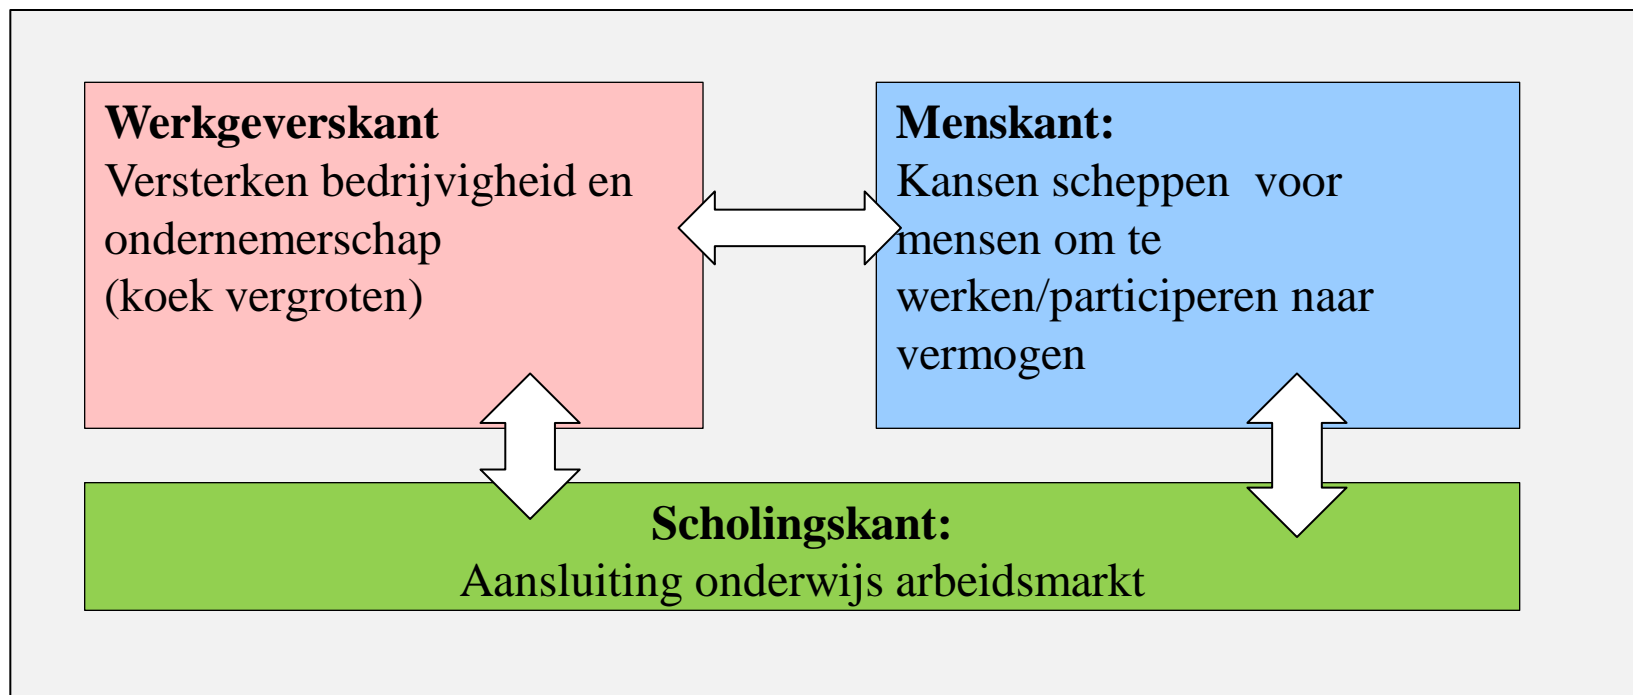 Werkgeverskant
Versterken bedrijvigheid en
ondernemerschap
(koek vergroten)
Menskant:
Kansen scheppen  voor
mensen om te
werken/participeren naar
vermogen
Scholingskant:
Aansluiting onderwijs arbeidsmarkt